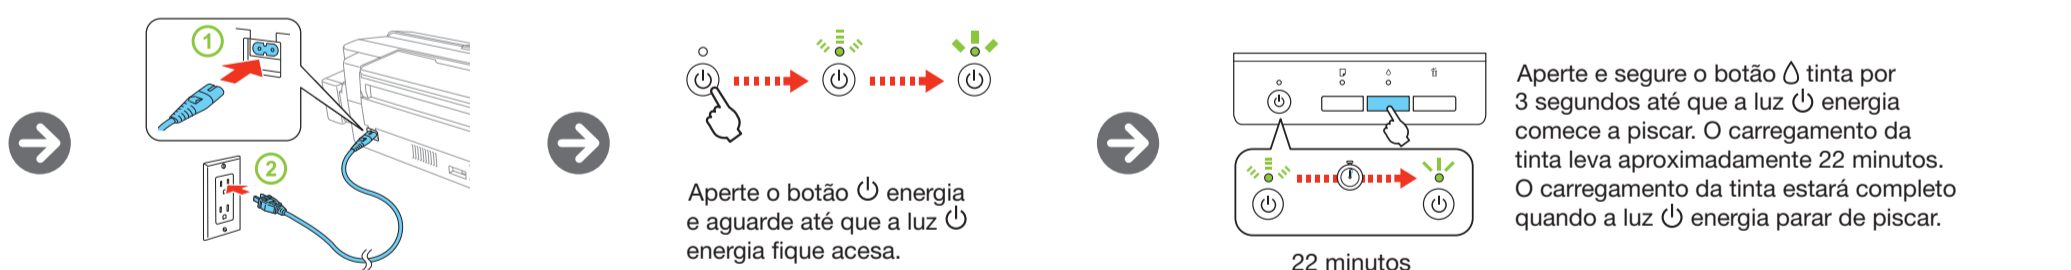 1
2
Aperte o botão energia
e aguarde até que a luz
energia fique acesa.
22 minutos
Aperte e segure o botão tinta por
3 segundos até que a luz energia
comece a piscar. O carregamento da
tinta leva aproximadamente 22 minutos.
O carregamento da tinta estará completo
quando a luz energia parar de piscar.